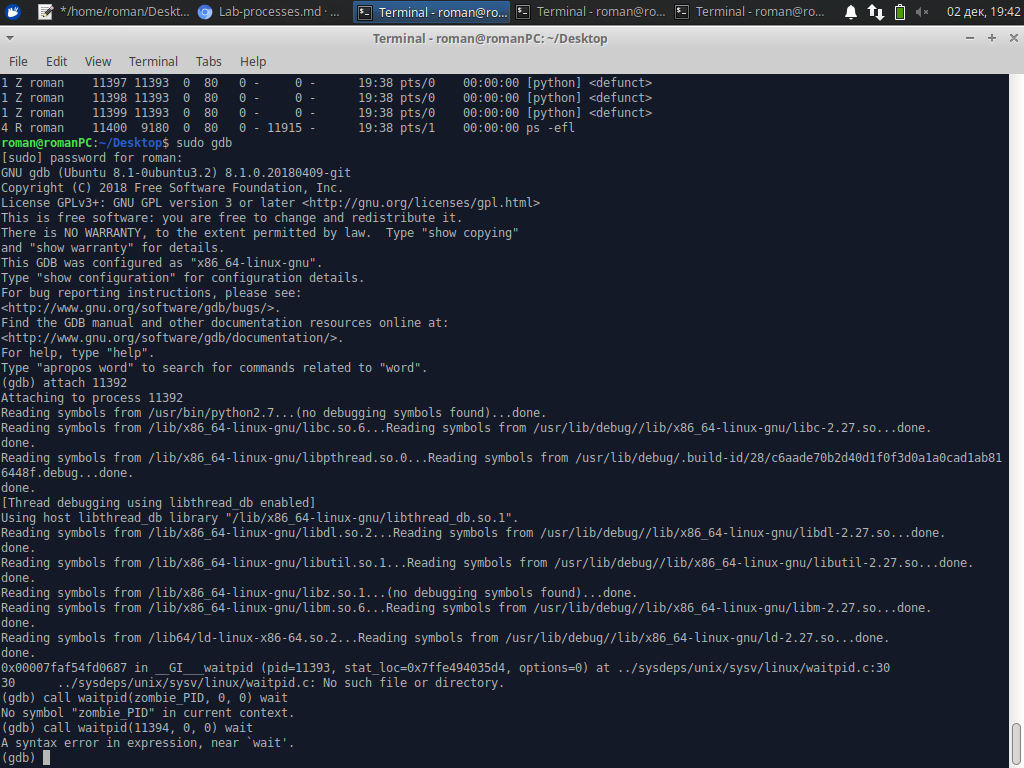 */home/roman/Deskt...
Lab-processes.md · ...
Terminal - roman@ro...
Terminal - roman@ro...
Terminal - roman@ro...
02 дек, 19:42
Terminal - roman@romanPC: ~/Desktop
File Edit View Terminal Tabs Help
1 Z roman    11397 11393  0  80   0 -     0 -      19:38 pts/0    00:00:00 [python] <defunct>
1 Z roman    11398 11393  0  80   0 -     0 -      19:38 pts/0    00:00:00 [python] <defunct>
1 Z roman    11399 11393  0  80   0 -     0 -      19:38 pts/0    00:00:00 [python] <defunct>
4 R roman    11400  9180  0  80   0 - 11915 -      19:38 pts/1    00:00:00 ps -efl
roman@romanPC:~/Desktop$ sudo gdb
[sudo] password for roman:
GNU gdb (Ubuntu 8.1-0ubuntu3.2) 8.1.0.20180409-git
Copyright (C) 2018 Free Software Foundation, Inc.
License GPLv3+: GNU GPL version 3 or later <http://gnu.org/licenses/gpl.html>
This is free software: you are free to change and redistribute it.
There is NO WARRANTY, to the extent permitted by law.  Type "show copying"
and "show warranty" for details.
This GDB was configured as "x86_64-linux-gnu".
Type "show configuration" for configuration details.
For bug reporting instructions, please see:
<http://www.gnu.org/software/gdb/bugs/>.
Find the GDB manual and other documentation resources online at:
<http://www.gnu.org/software/gdb/documentation/>.
For help, type "help".
Type "apropos word" to search for commands related to "word".
(gdb) attach 11392
Attaching to process 11392
Reading symbols from /usr/bin/python2.7...(no debugging symbols found)...done.
Reading symbols from /lib/x86_64-linux-gnu/libc.so.6...Reading symbols from /usr/lib/debug//lib/x86_64-linux-gnu/libc-2.27.so...done.
done.
Reading symbols from /lib/x86_64-linux-gnu/libpthread.so.0...Reading symbols from /usr/lib/debug/.build-id/28/c6aade70b2d40d1f0f3d0a1a0cad1ab81
6448f.debug...done.
done.
[Thread debugging using libthread_db enabled]
Using host libthread_db library "/lib/x86_64-linux-gnu/libthread_db.so.1".
Reading symbols from /lib/x86_64-linux-gnu/libdl.so.2...Reading symbols from /usr/lib/debug//lib/x86_64-linux-gnu/libdl-2.27.so...done.
done.
Reading symbols from /lib/x86_64-linux-gnu/libutil.so.1...Reading symbols from /usr/lib/debug//lib/x86_64-linux-gnu/libutil-2.27.so...done.
done.
Reading symbols from /lib/x86_64-linux-gnu/libz.so.1...(no debugging symbols found)...done.
Reading symbols from /lib/x86_64-linux-gnu/libm.so.6...Reading symbols from /usr/lib/debug//lib/x86_64-linux-gnu/libm-2.27.so...done.
done.
Reading symbols from /lib64/ld-linux-x86-64.so.2...Reading symbols from /usr/lib/debug//lib/x86_64-linux-gnu/ld-2.27.so...done.
done.
0x00007faf54fd0687 in __GI___waitpid (pid=11393, stat_loc=0x7ffe494035d4, options=0) at ../sysdeps/unix/sysv/linux/waitpid.c:30
30      ../sysdeps/unix/sysv/linux/waitpid.c: No such file or directory.
(gdb) call waitpid(zombie_PID, 0, 0) wait
No symbol "zombie_PID" in current context.
(gdb) call waitpid(11394, 0, 0) wait
A syntax error in expression, near `wait'.
(gdb)